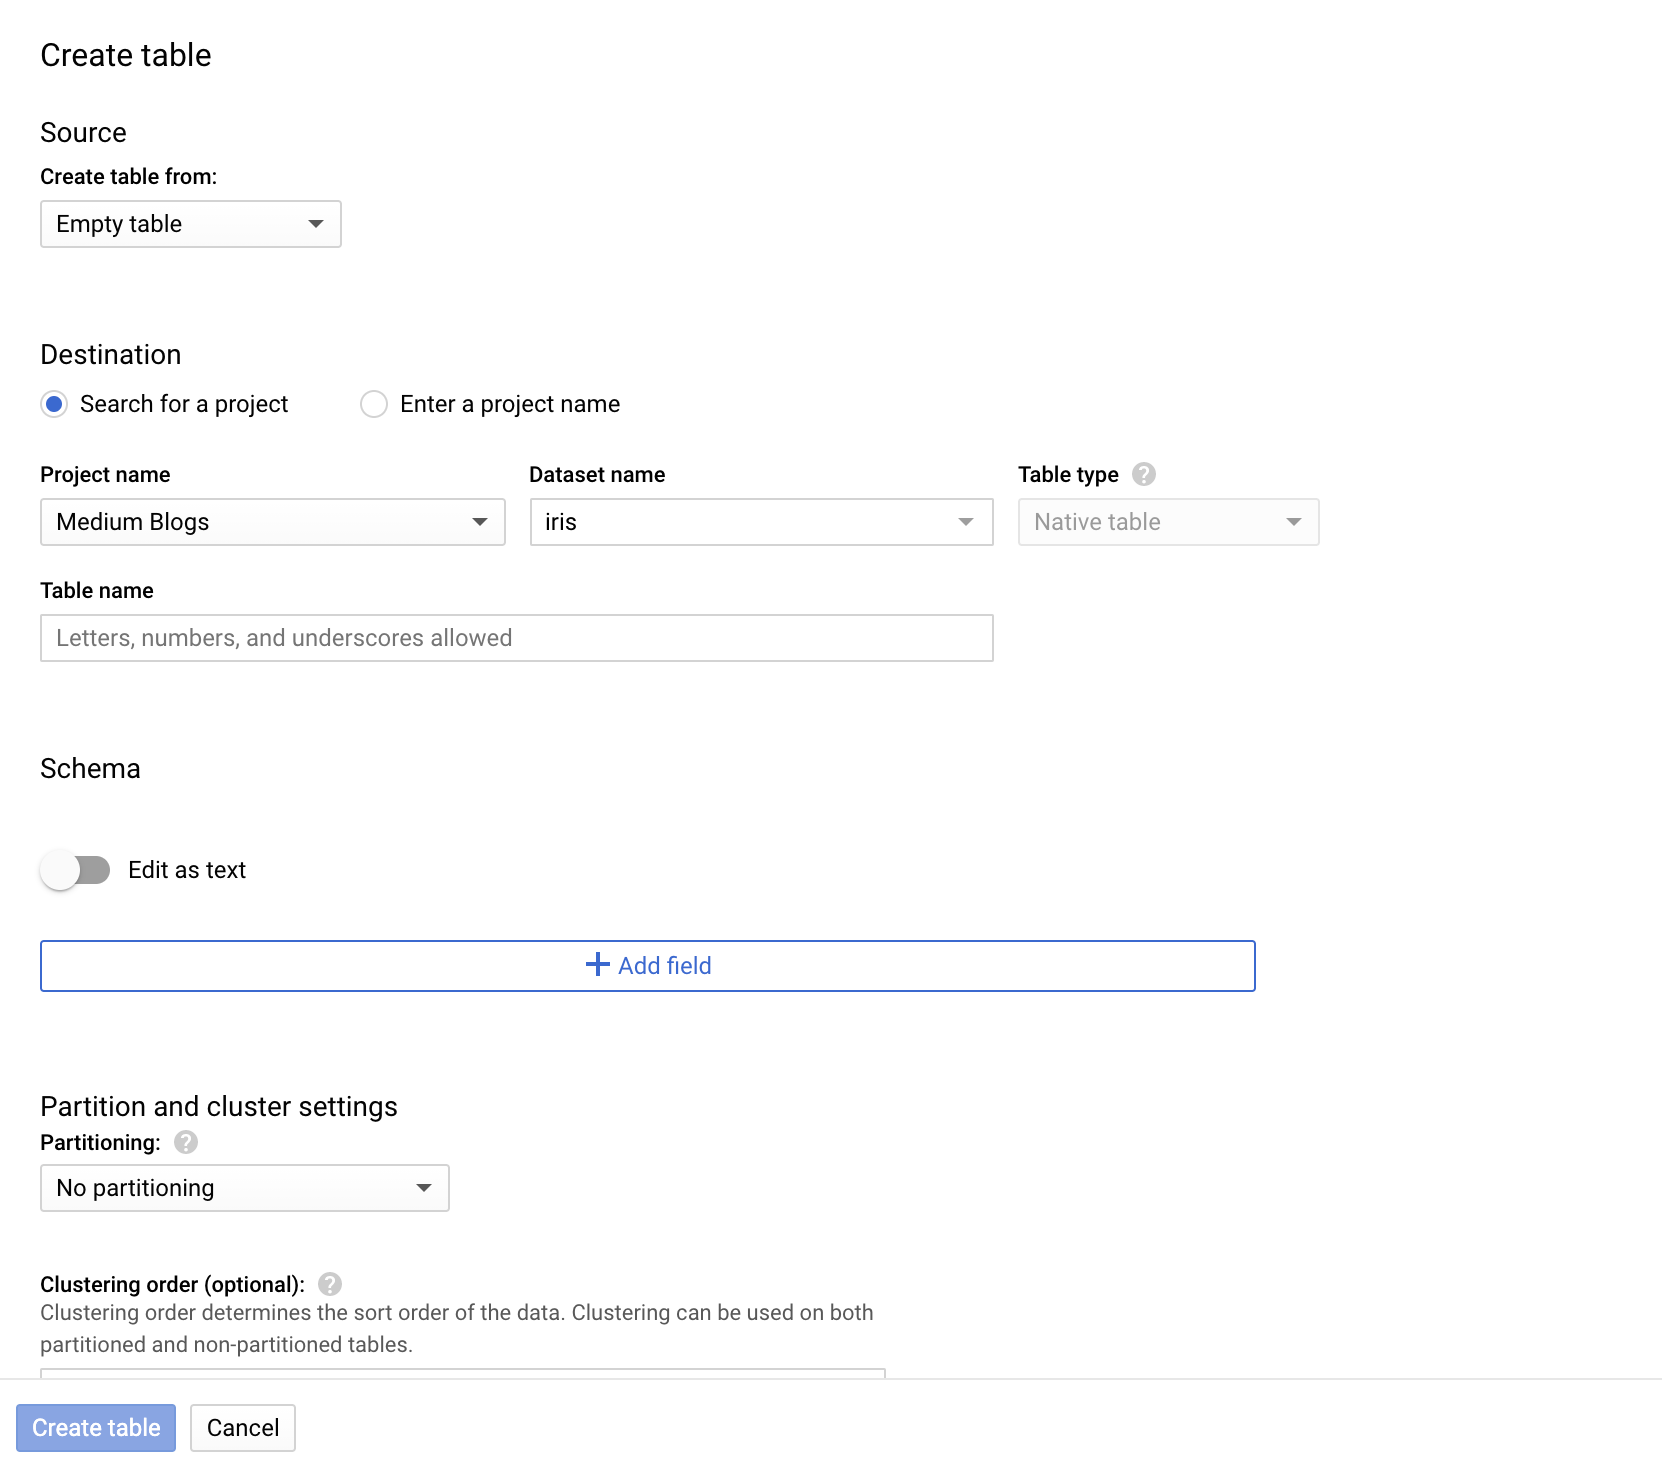 Create table
Source
Create table from:
Empty table
Destination
Search for a project
Enter a project name
Project name
Dataset name
Table type ?
Medium Blogs
iris
Native table
Table name
Letters, numbers, and underscores allowed
Schema
Edit as text
+ Add field
Partition and cluster settings
Partitioning: ?
No partitioning
Clustering order (optional): ?
Clustering order determines the sort order of the data. Clustering can be used on both
partitioned and non-partitioned tables.
Create table
Cancel